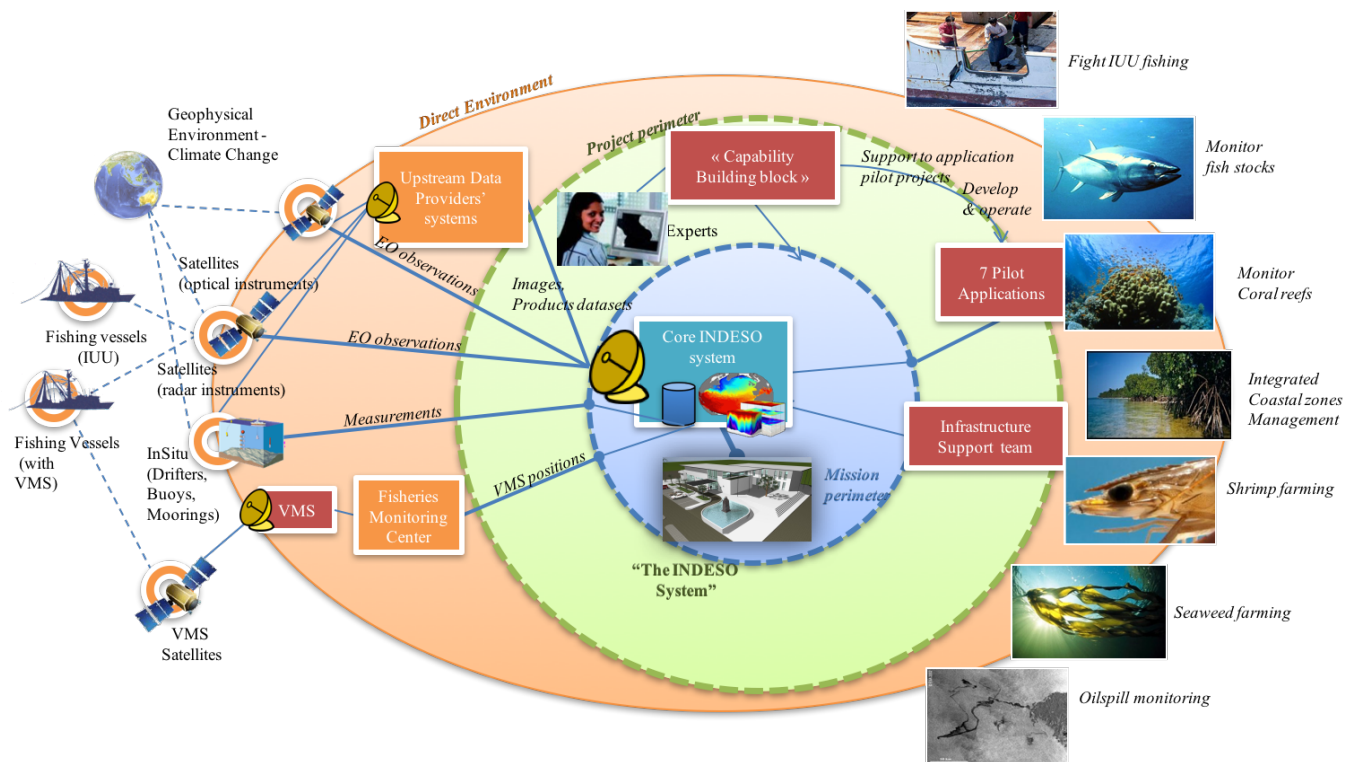 Direct Environment
Project perimeter
Geophysical
Environment -
Climate Change
Upstream Data
Providers'
systems
« Capability
Building block »
Support to application
pilot projects
Develop
& operate
Experts
EO observations
Satellites
(optical instruments)
Images,
Products datasets
7 Pilot
Applications
Fishing vessels
(IUU)
EO observations
Core INDESO
system
Satellites
(radar instruments)
Measurements
Fishing Vessels
(with
VMS)
InSitu
(Drifters,
Buoys,
Moorings)
VMS positions
Infrastructure
Support team
Mission
perimeter
VMS
Fisheries
Monitoring
Center
"The INDESO
System"
VMS
Satellites
Fight IUU fishing
Monitor
fish stocks
Monitor
Coral reefs
Integrated
Coastal zones
Management
Shrimp farming
Seaweed farming
Oilspill monitoring